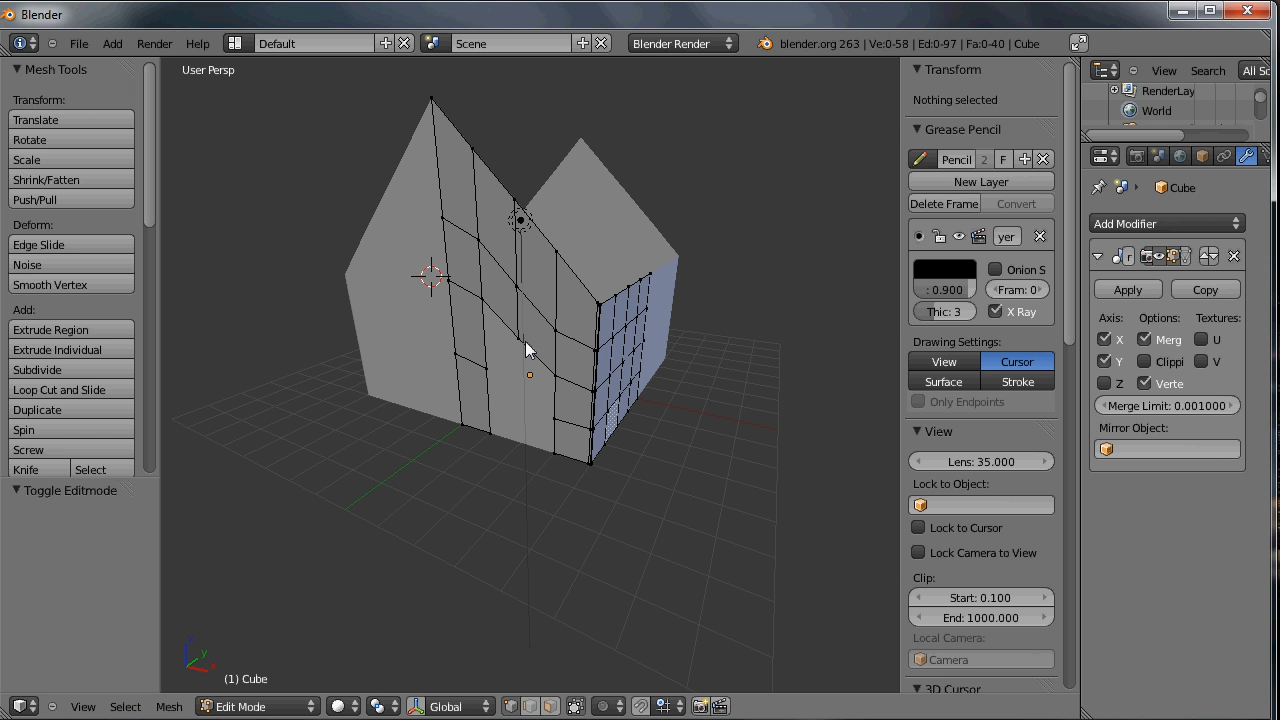 Blender
File Add Render Help Default Scene Blender Render blender.org 263 | Ve:0-58 | Ed:0-97 | Fa:0-40 | Cube
Mesh Tools
Transform:
Translate
Rotate
Scale
Shrink/Fatten
Push/Pull
Deform:
Edge Slide
Noise
Smooth Vertex
Add:
Extrude Region
Extrude Individual
Subdivide
Loop Cut and Slide
Duplicate
Spin
Screw
Knife Select
Toggle Editmode
User Persp
(1) Cube
z
y
x
View Select Mesh Edit Mode Global
Transform
Nothing selected
Grease Pencil
Pencil 2 F
New Layer
Delete Frame Convert
yer
Onion S
: 0.900 Fram: 0
Thic: 3 X Ray
Drawing Settings:
View Cursor
Surface Stroke
Only Endpoints
View
Lens: 35.000
Lock to Object:
Lock to Cursor
Lock Camera to View
Clip:
Start: 0.100
End: 1000.000
Local Camera:
Camera
3D Cursor
View Search All Sc
RenderLay
World
Cube
Add Modifier
r
Apply Copy
Axis: Options: Textures:
X Merg U
Y Clippi V
Z Verte
Merge Limit: 0.001000
Mirror Object: